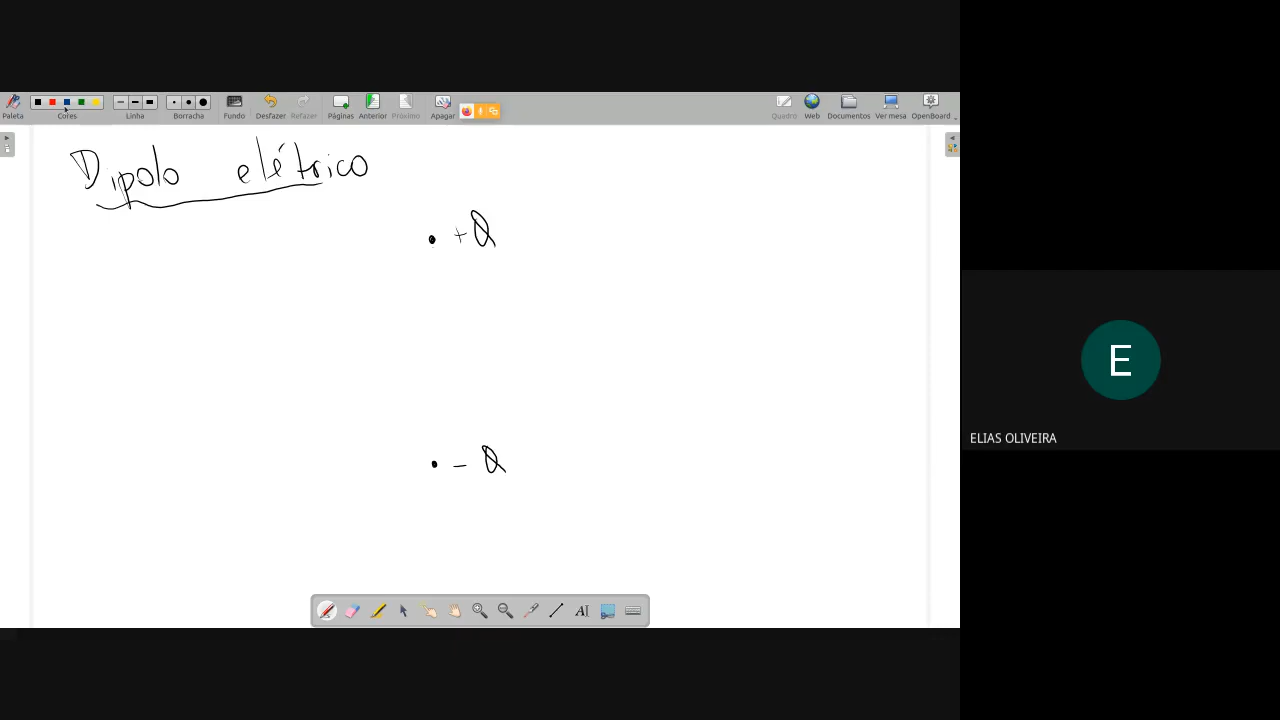 Paleta Cores Linha Borracha Fundo Desfazer Refazer Páginas Anterior Próximo Apagar Quadro Web Documentos Ver mesa OpenBoard
Dipolo elétrico
+Q
- Q
E
ELIAS OLIVEIRA
AI